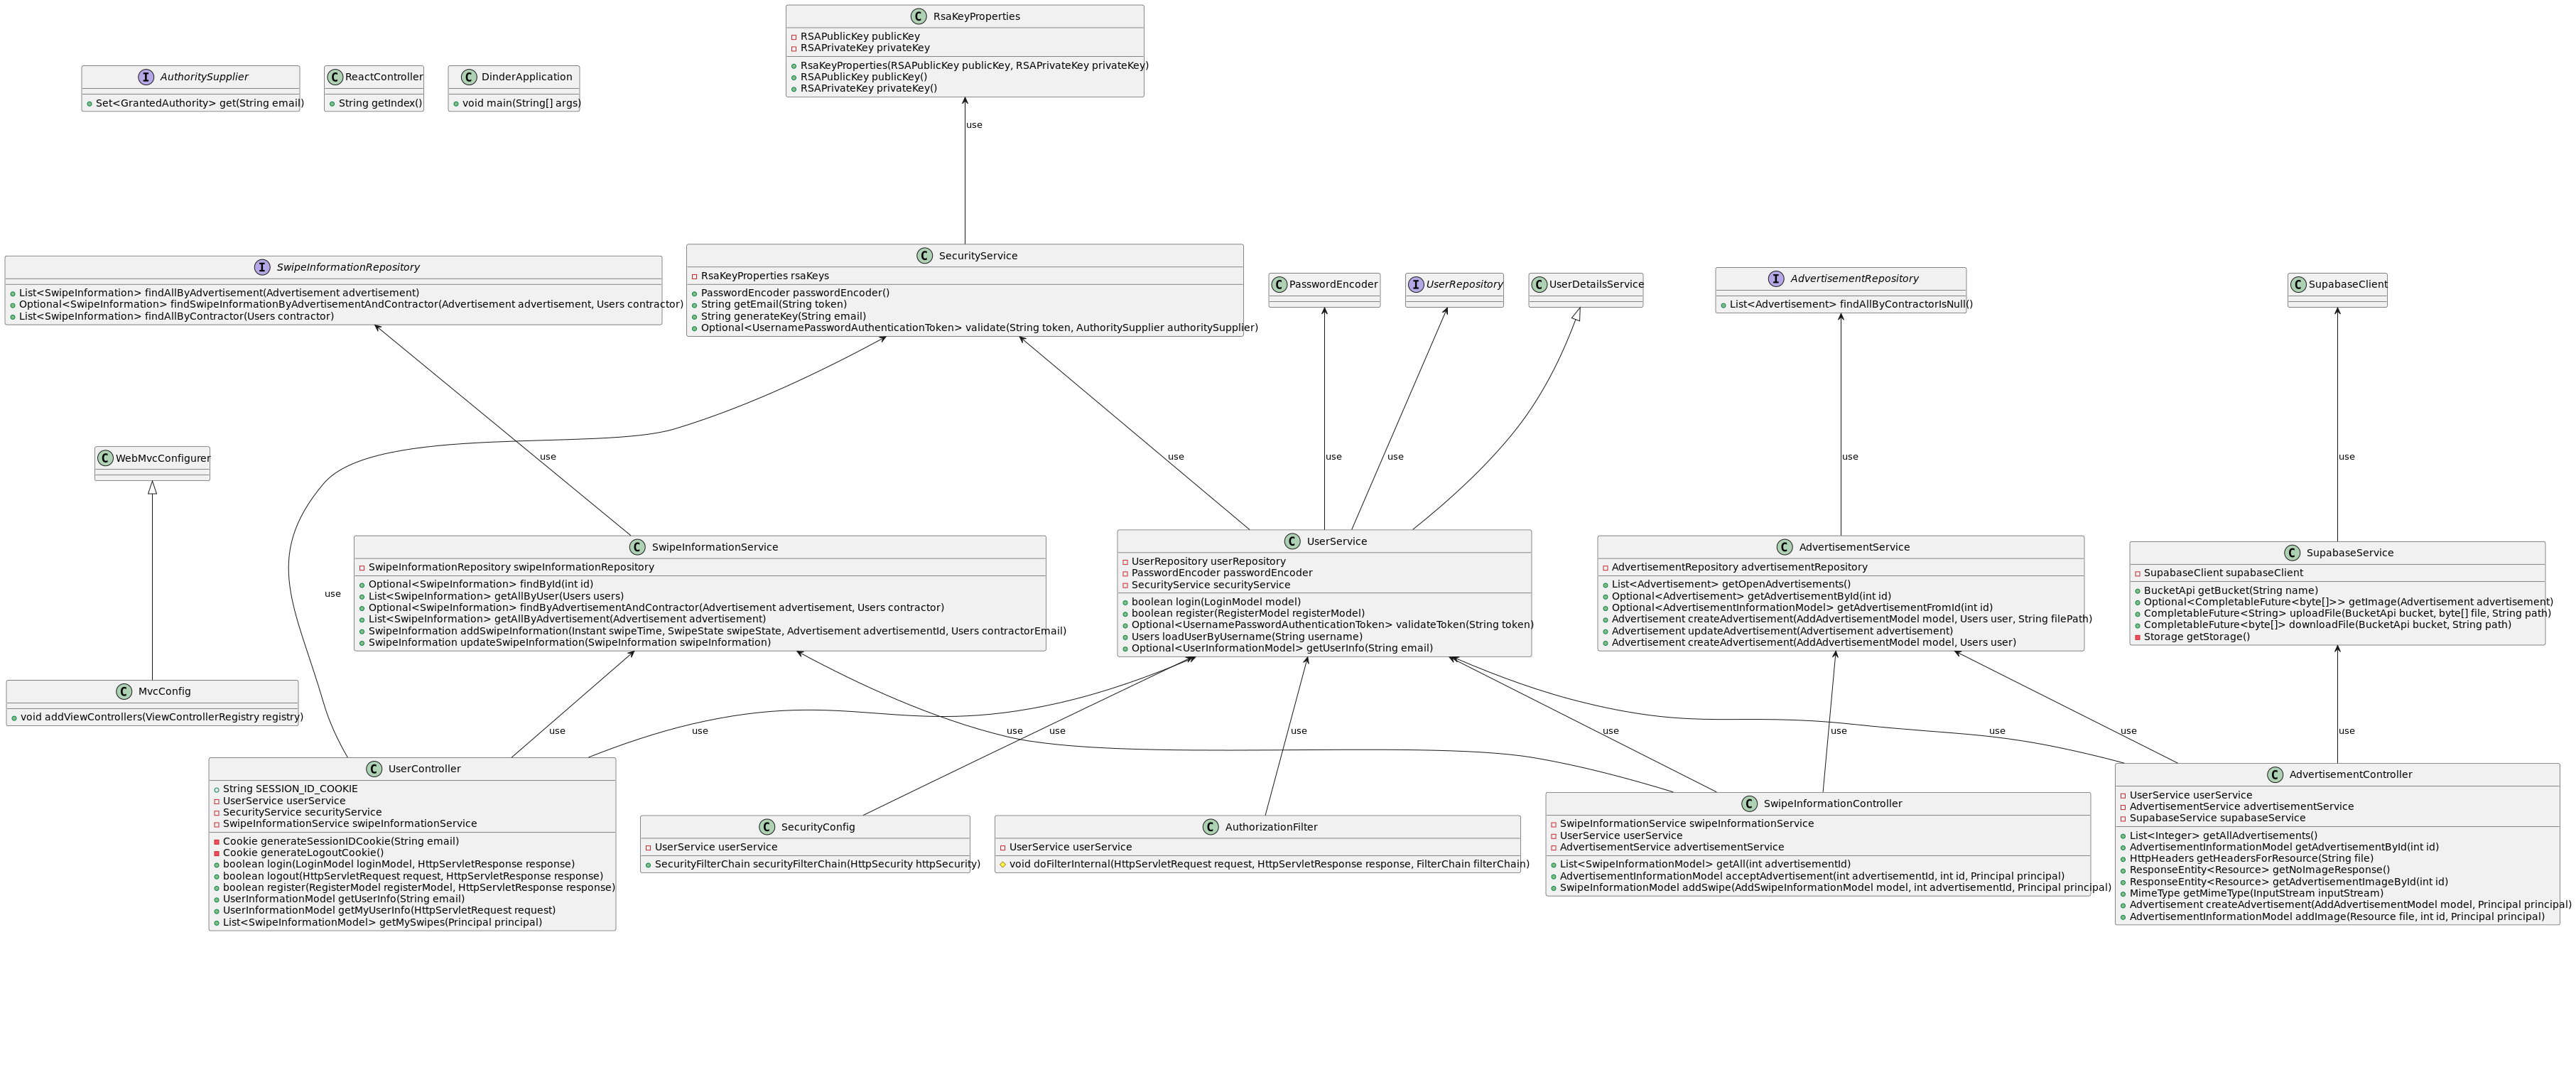 C RsaKeyProperties
RSAPublicKey publicKey
RSAPrivateKey privateKey
RsaKeyProperties(RSAPublicKey publicKey, RSAPrivateKey privateKey)
RSAPublicKey publicKey()
RSAPrivateKey privateKey()
I AuthoritySupplier
Set<GrantedAuthority> get(String email)
C ReactController
String getIndex()
C DinderApplication
void main(String[] args)
use
I SwipeInformationRepository
List<SwipeInformation> findAllByAdvertisement(Advertisement advertisement)
Optional<SwipeInformation> findSwipeInformationByAdvertisementAndContractor(Advertisement advertisement, Users contractor)
List<SwipeInformation> findAllByContractor(Users contractor)
C SecurityService
RsaKeyProperties rsaKeys
PasswordEncoder passwordEncoder()
String getEmail(String token)
String generateKey(String email)
Optional<UsernamePasswordAuthenticationToken> validate(String token, AuthoritySupplier authoritySupplier)
C PasswordEncoder
I UserRepository
C UserDetailsService
I AdvertisementRepository
List<Advertisement> findAllByContractorIsNull()
C SupabaseClient
C WebMvcConfigurer
use
use
use
use
use
use
C SwipeInformationService
SwipeInformationRepository swipeInformationRepository
Optional<SwipeInformation> findById(int id)
List<SwipeInformation> getAllByUser(Users users)
Optional<SwipeInformation> findByAdvertisementAndContractor(Advertisement advertisement, Users contractor)
List<SwipeInformation> getAllByAdvertisement(Advertisement advertisement)
SwipeInformation addSwipeInformation(Instant swipeTime, SwipeState swipeState, Advertisement advertisementId, Users contractorEmail)
SwipeInformation updateSwipeInformation(SwipeInformation swipeInformation)
C UserService
UserRepository userRepository
PasswordEncoder passwordEncoder
SecurityService securityService
boolean login(LoginModel model)
boolean register(RegisterModel registerModel)
Optional<UsernamePasswordAuthenticationToken> validateToken(String token)
Users loadUserByUsername(String username)
Optional<UserInformationModel> getUserInfo(String email)
C AdvertisementService
AdvertisementRepository advertisementRepository
List<Advertisement> getOpenAdvertisements()
Optional<Advertisement> getAdvertisementById(int id)
Optional<AdvertisementInformationModel> getAdvertisementFromId(int id)
Advertisement createAdvertisement(AddAdvertisementModel model, Users user, String filePath)
Advertisement updateAdvertisement(Advertisement advertisement)
Advertisement createAdvertisement(AddAdvertisementModel model, Users user)
C SupabaseService
SupabaseClient supabaseClient
BucketApi getBucket(String name)
Optional<CompletableFuture<byte[]>> getImage(Advertisement advertisement)
CompletableFuture<String> uploadFile(BucketApi bucket, byte[] file, String path)
CompletableFuture<byte[]> downloadFile(BucketApi bucket, String path)
Storage getStorage()
use
C MvcConfig
void addViewControllers(ViewControllerRegistry registry)
use
use
use
use
use
use
use
use
use
use
C UserController
String SESSION_ID_COOKIE
UserService userService
SecurityService securityService
SwipeInformationService swipeInformationService
Cookie generateSessionIDCookie(String email)
Cookie generateLogoutCookie()
boolean login(LoginModel loginModel, HttpServletResponse response)
boolean logout(HttpServletRequest request, HttpServletResponse response)
boolean register(RegisterModel registerModel, HttpServletResponse response)
UserInformationModel getUserInfo(String email)
UserInformationModel getMyUserInfo(HttpServletRequest request)
List<SwipeInformationModel> getMySwipes(Principal principal)
C SecurityConfig
UserService userService
SecurityFilterChain securityFilterChain(HttpSecurity httpSecurity)
C AuthorizationFilter
UserService userService
void doFilterInternal(HttpServletRequest request, HttpServletResponse response, FilterChain filterChain)
C SwipeInformationController
SwipeInformationService swipeInformationService
UserService userService
AdvertisementService advertisementService
List<SwipeInformationModel> getAll(int advertisementId)
AdvertisementInformationModel acceptAdvertisement(int advertisementId, int id, Principal principal)
SwipeInformationModel addSwipe(AddSwipeInformationModel model, int advertisementId, Principal principal)
C AdvertisementController
UserService userService
AdvertisementService advertisementService
SupabaseService supabaseService
List<Integer> getAllAdvertisements()
AdvertisementInformationModel getAdvertisementById(int id)
HttpHeaders getHeadersForResource(String file)
ResponseEntity<Resource> getNoImageResponse()
ResponseEntity<Resource> getAdvertisementImageById(int id)
MimeType getMimeType(InputStream inputStream)
Advertisement createAdvertisement(AddAdvertisementModel model, Principal principal)
AdvertisementInformationModel addImage(Resource file, int id, Principal principal)